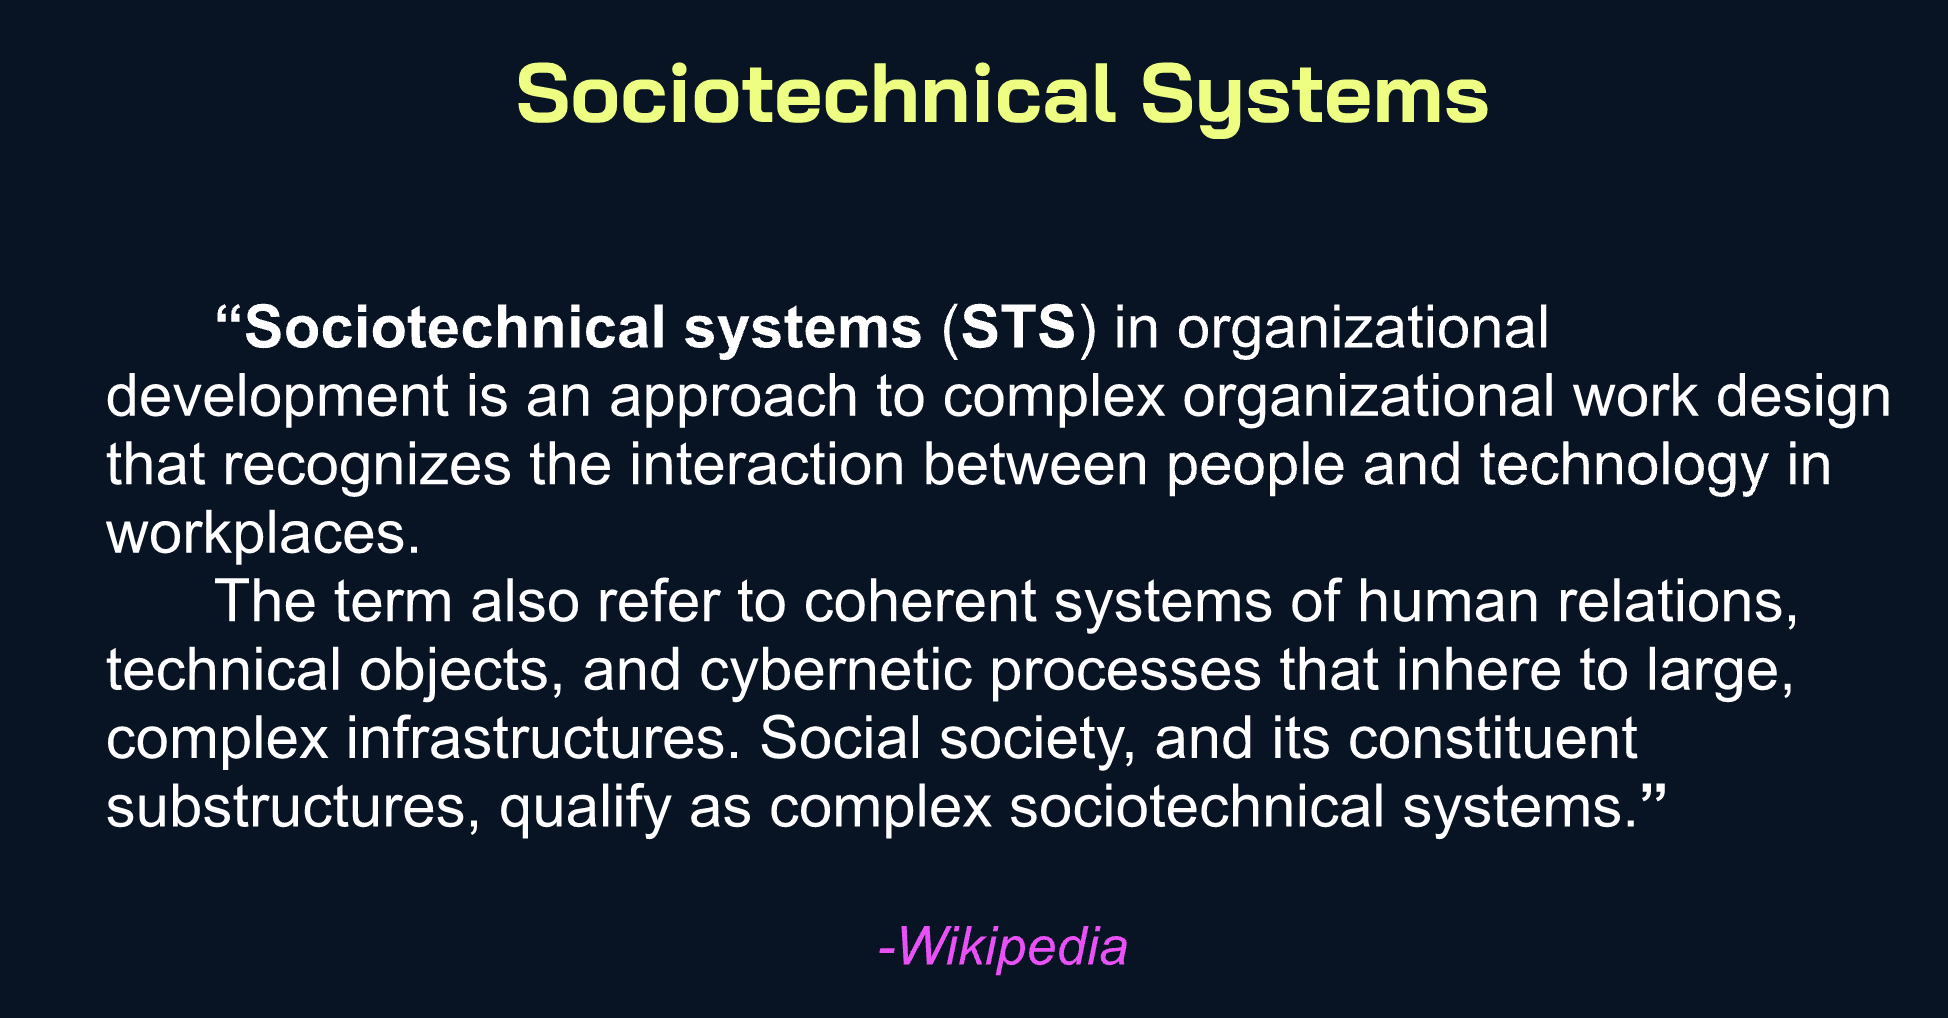 Sociotechnical Systems
“Sociotechnical systems (STS) in organizational
development is an approach to complex organizational work design
that recognizes the interaction between people and technology in
workplaces.
The term also refer to coherent systems of human relations,
technical objects, and cybernetic processes that inhere to large,
complex infrastructures. Social society, and its constituent
substructures, qualify as complex sociotechnical systems.”
-Wikipedia